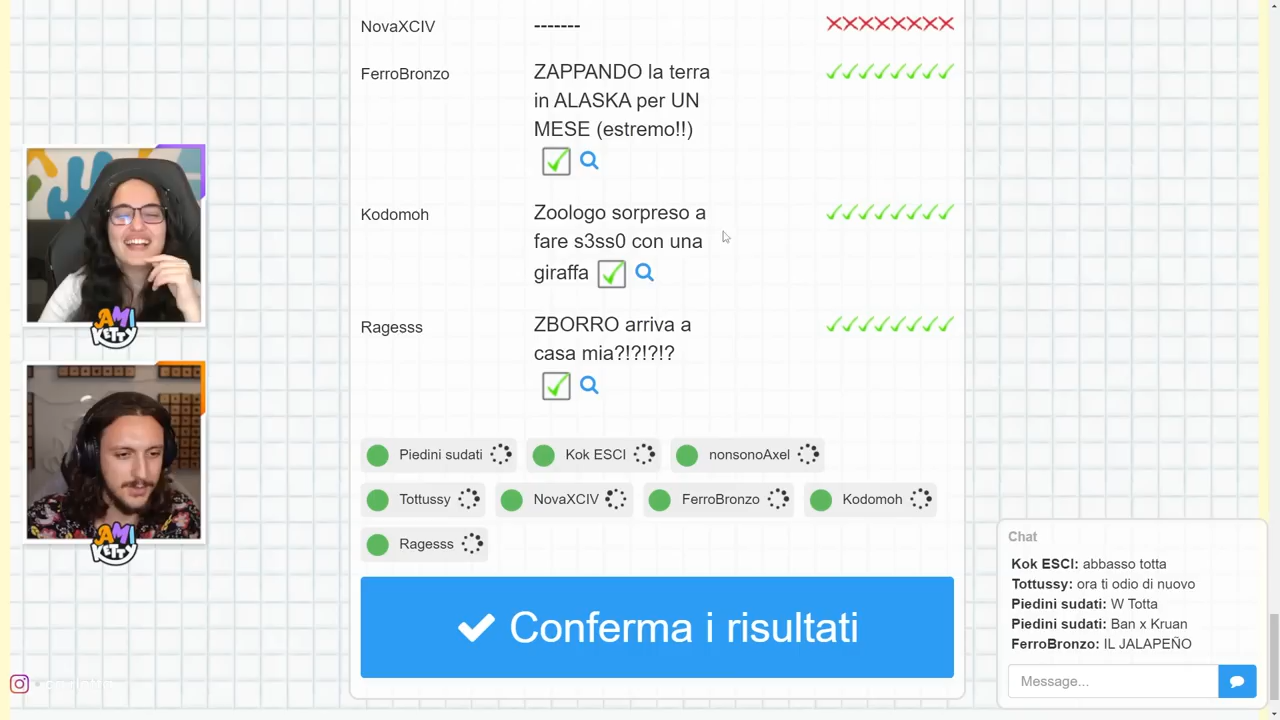 NovaXCIV
-------
FerroBronzo
ZAPPANDO la terra
in ALASKA per UN
MESE (estremo!!)
Kodomoh
Zoologo sorpreso a
fare s3ss0 con una
giraffa
Ragesss
ZBORRO arriva a
casa mia?!?!?!?
Piedini sudati
Kok ESCI
nonsonoAxel
Tottussy
NovaXCIV
FerroBronzo
Kodomoh
Ragesss
Conferma i risultati
AMI
KETTY
AMI
KETTY
Chat
Kok ESCI: abbasso totta
Tottussy: ora ti odio di nuovo
Piedini sudati: W Totta
Piedini sudati: Ban x Kruan
FerroBronzo: IL JALAPEÑO
Message...